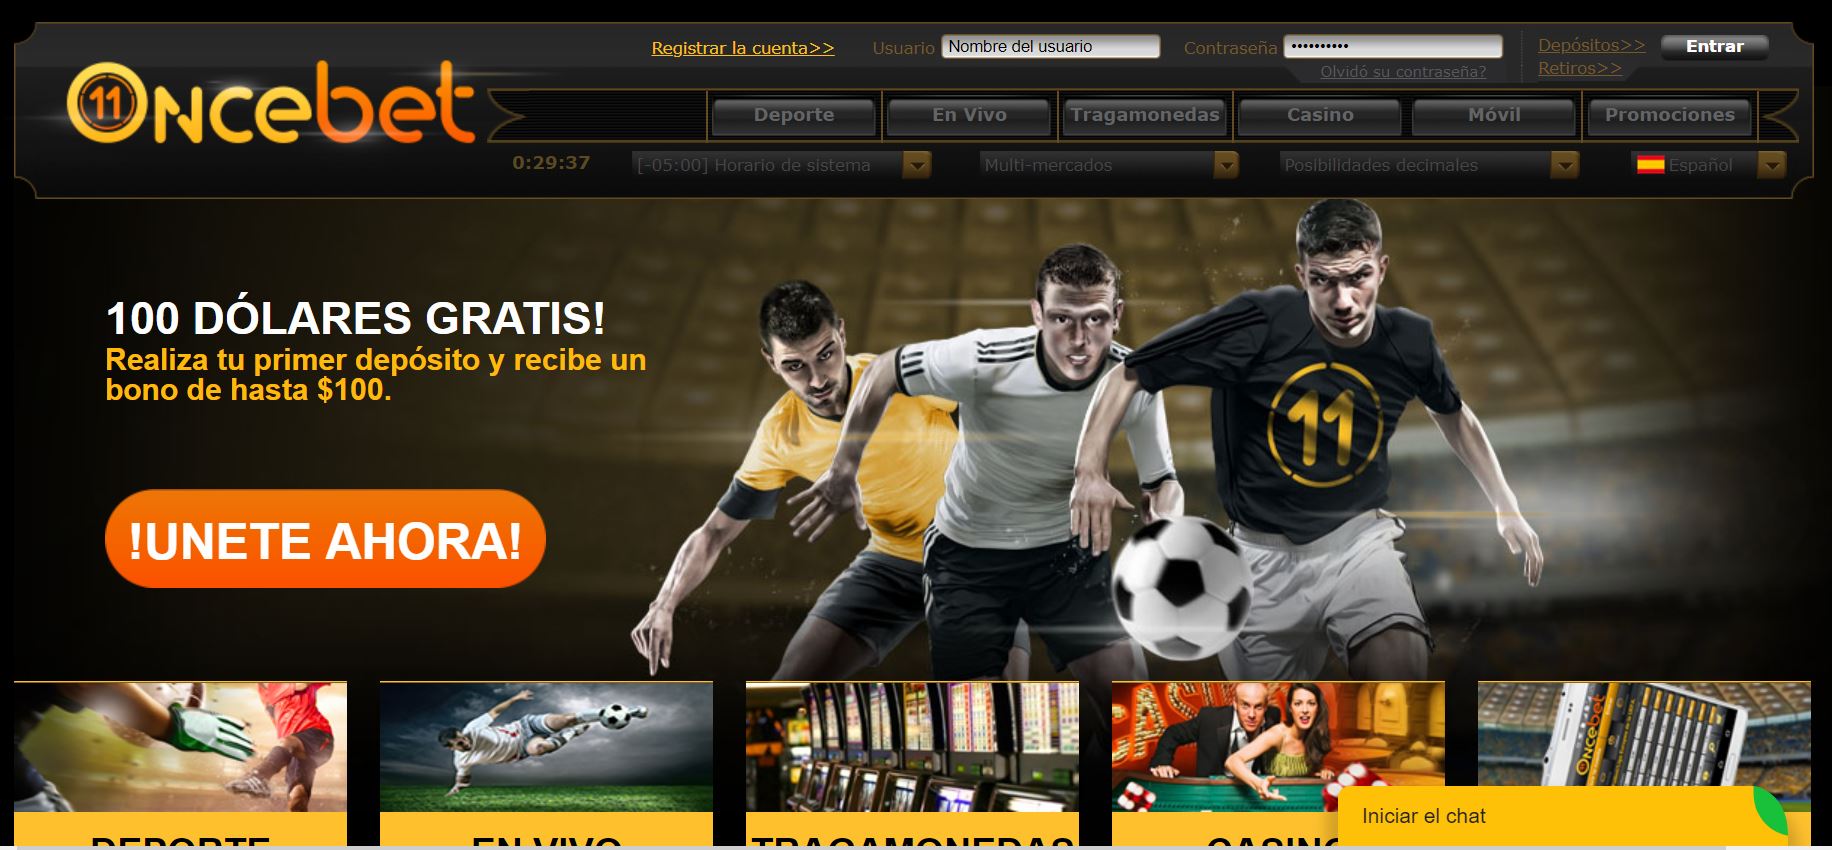 Registrar la cuenta>>
Usuario
Nombre del usuario
Contraseña
••••••••••
Depósitos>>
Entrar
Olvidó su contraseña?
Retiros>>
11 Oncebet
Deporte
En Vivo
Tragamonedas
Casino
Móvil
Promociones
0:29:37
[-05:00] Horario de sistema
Multi-mercados
Posibilidades decimales
Español
100 DÓLARES GRATIS!
Realiza tu primer depósito y recibe un
bono de hasta $100.
11
!UNETE AHORA!
Oncebet
DEPORTE
EN VIVO
TRAGAMONEDAS
CASINO
Iniciar el chat